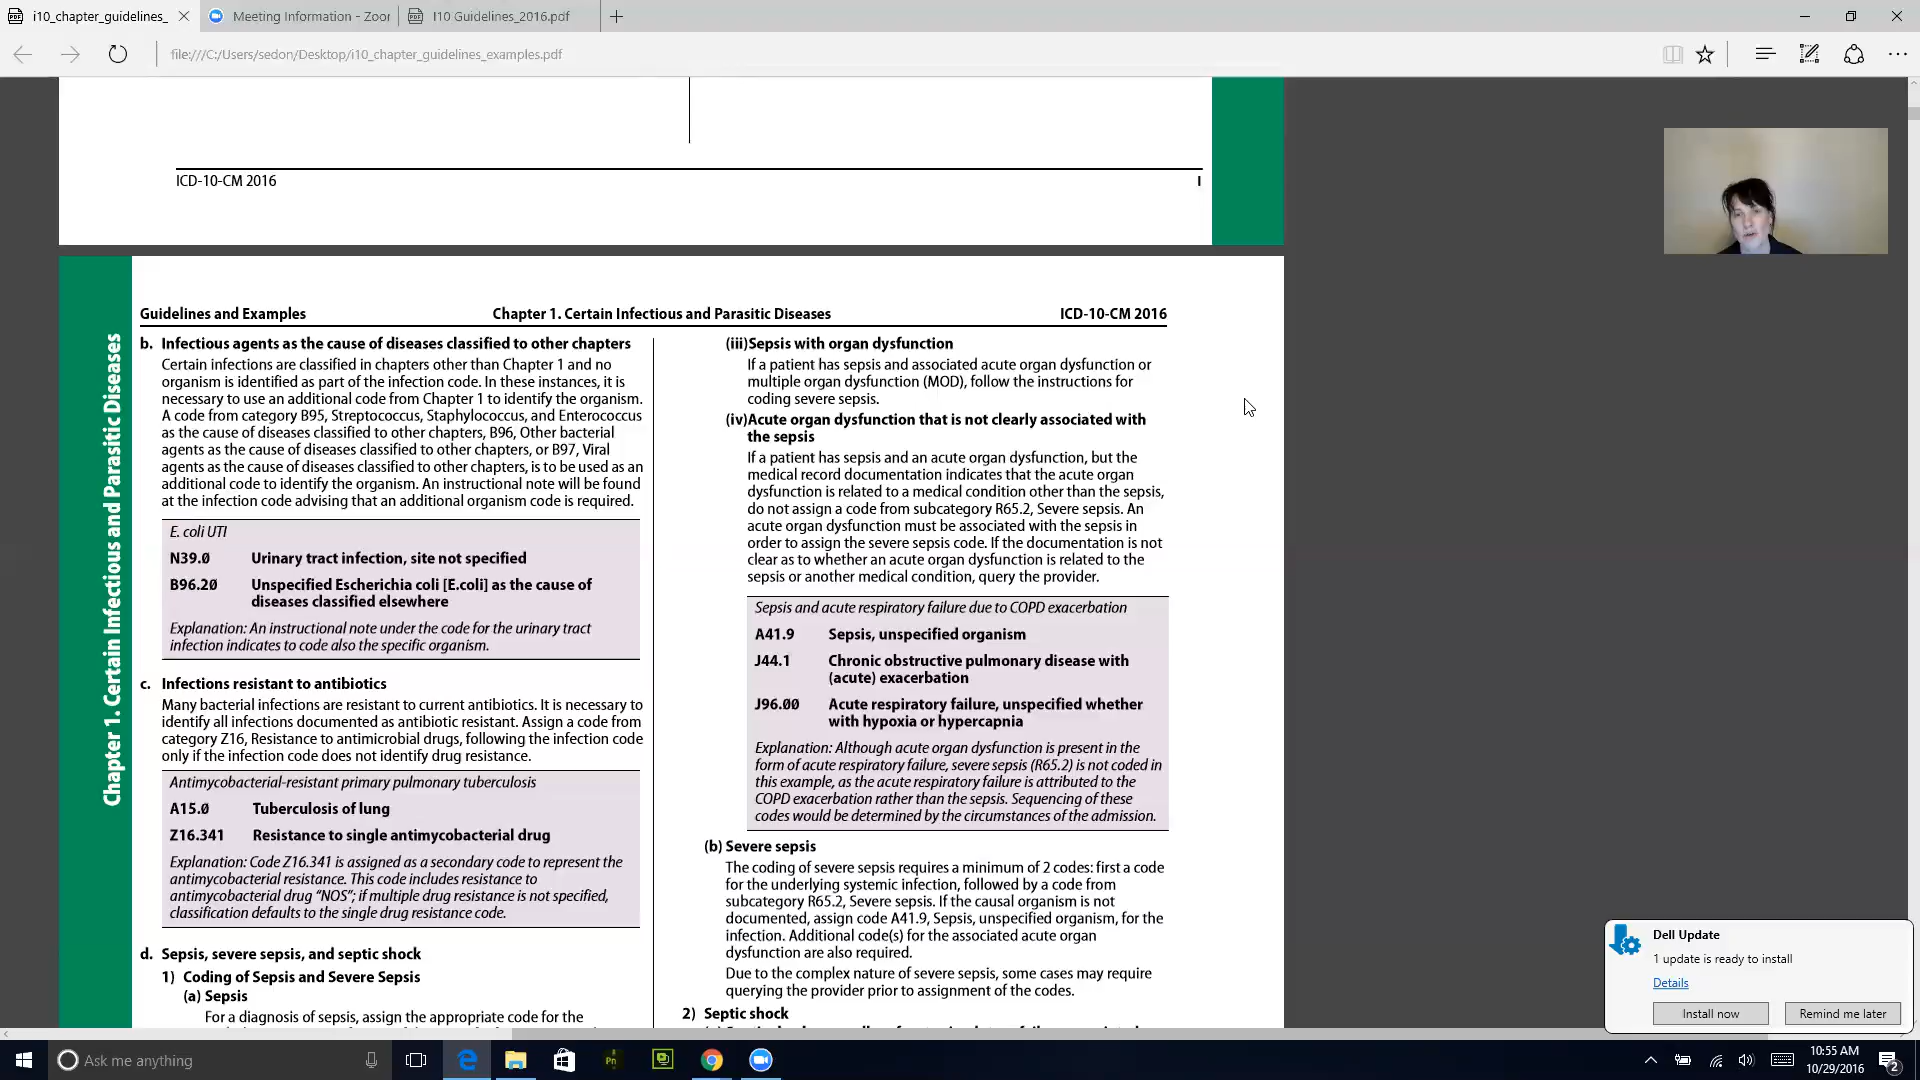 i10_chapter_guidelines_
Meeting Information - Zoor
I10 Guidelines_2016.pdf
file:///C:/Users/sedon/Desktop/i10_chapter_guidelines_examples.pdf
ICD-10-CM 2016
I
Chapter 1. Certain Infectious and Parasitic Diseases
Guidelines and Examples
Chapter 1. Certain Infectious and Parasitic Diseases
ICD-10-CM 2016
b. Infectious agents as the cause of diseases classified to other chapters
Certain infections are classified in chapters other than Chapter 1 and no
organism is identified as part of the infection code. In these instances, it is
necessary to use an additional code from Chapter 1 to identify the organism.
A code from category B95, Streptococcus, Staphylococcus, and Enterococcus
as the cause of diseases classified to other chapters, B96, Other bacterial
agents as the cause of diseases classified to other chapters, or B97, Viral
agents as the cause of diseases classified to other chapters, is to be used as an
additional code to identify the organism. An instructional note will be found
at the infection code advising that an additional organism code is required.
E. coli UTI
N39.0 Urinary tract infection, site not specified
B96.20 Unspecified Escherichia coli [E.coli] as the cause of
diseases classified elsewhere
Explanation: An instructional note under the code for the urinary tract
infection indicates to code also the specific organism.
c. Infections resistant to antibiotics
Many bacterial infections are resistant to current antibiotics. It is necessary to
identify all infections documented as antibiotic resistant. Assign a code from
category Z16, Resistance to antimicrobial drugs, following the infection code
only if the infection code does not identify drug resistance.
Antimycobacterial-resistant primary pulmonary tuberculosis
A15.0 Tuberculosis of lung
Z16.341 Resistance to single antimycobacterial drug
Explanation: Code Z16.341 is assigned as a secondary code to represent the
antimycobacterial resistance. This code includes resistance to
antimycobacterial drug “NOS”; if multiple drug resistance is not specified,
classification defaults to the single drug resistance code.
d. Sepsis, severe sepsis, and septic shock
1) Coding of Sepsis and Severe Sepsis
(a) Sepsis
For a diagnosis of sepsis, assign the appropriate code for the
(iii)Sepsis with organ dysfunction
If a patient has sepsis and associated acute organ dysfunction or
multiple organ dysfunction (MOD), follow the instructions for
coding severe sepsis.
(iv)Acute organ dysfunction that is not clearly associated with
the sepsis
If a patient has sepsis and an acute organ dysfunction, but the
medical record documentation indicates that the acute organ
dysfunction is related to a medical condition other than the sepsis,
do not assign a code from subcategory R65.2, Severe sepsis. An
acute organ dysfunction must be associated with the sepsis in
order to assign the severe sepsis code. If the documentation is not
clear as to whether an acute organ dysfunction is related to the
sepsis or another medical condition, query the provider.
Sepsis and acute respiratory failure due to COPD exacerbation
A41.9 Sepsis, unspecified organism
J44.1 Chronic obstructive pulmonary disease with
(acute) exacerbation
J96.00 Acute respiratory failure, unspecified whether
with hypoxia or hypercapnia
Explanation: Although acute organ dysfunction is present in the
form of acute respiratory failure, severe sepsis (R65.2) is not coded in
this example, as the acute respiratory failure is attributed to the
COPD exacerbation rather than the sepsis. Sequencing of these
codes would be determined by the circumstances of the admission.
(b) Severe sepsis
The coding of severe sepsis requires a minimum of 2 codes: first a code
for the underlying systemic infection, followed by a code from
subcategory R65.2, Severe sepsis. If the causal organism is not
documented, assign code A41.9, Sepsis, unspecified organism, for the
infection. Additional code(s) for the associated acute organ
dysfunction are also required.
Due to the complex nature of severe sepsis, some cases may require
querying the provider prior to assignment of the codes.
2) Septic shock
Dell Update
1 update is ready to install
Details
Install now
Remind me later
Ask me anything
Pn
10:55 AM
10/29/2016
2